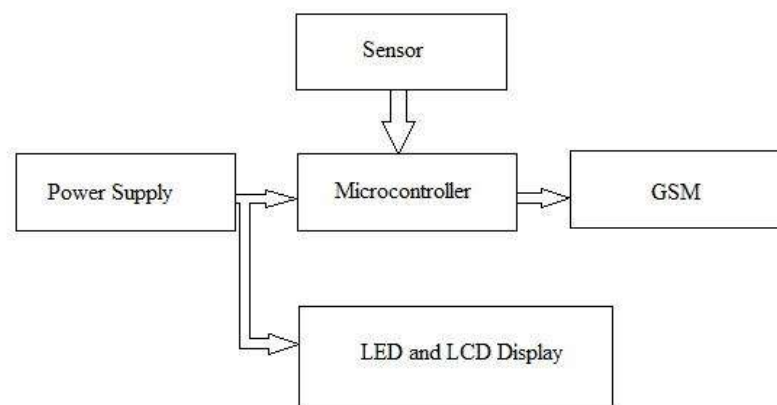 Sensor
Power Supply
Microcontroller
GSM
LED and LCD Display